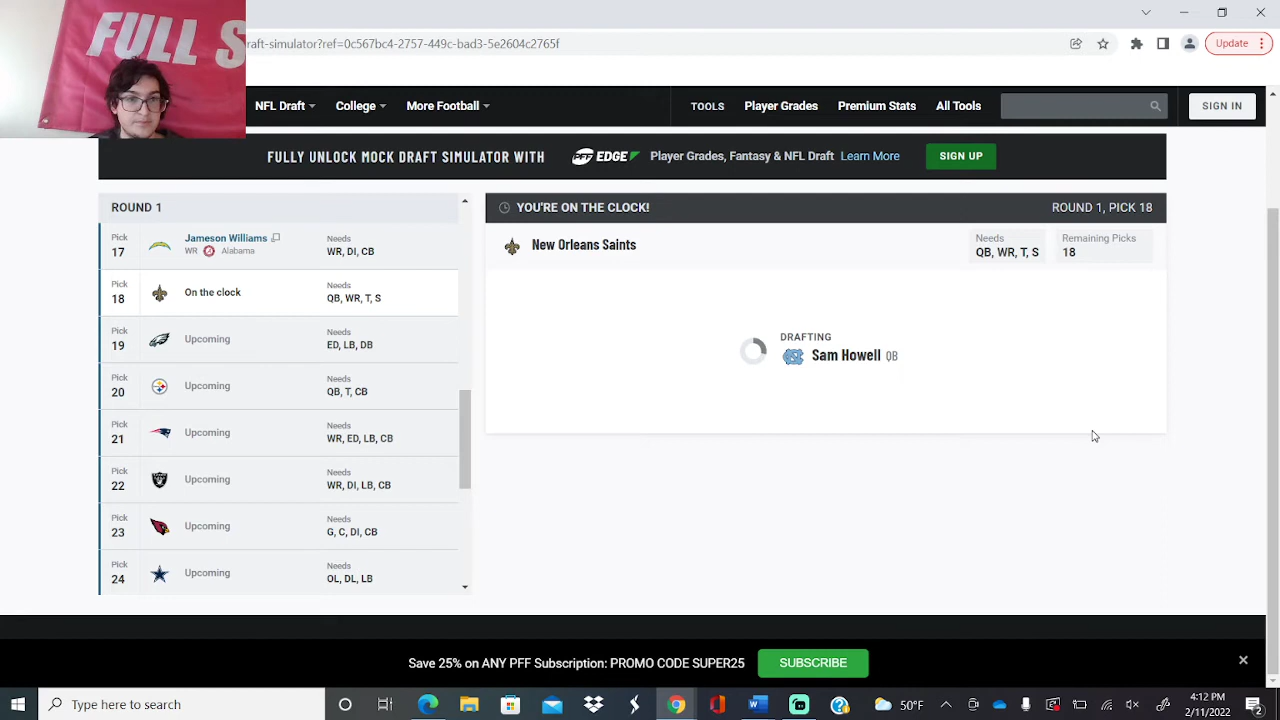 FULL S
raft-simulator?ref=0c567bc4-2757-449c-bad3-5e2604c2765f
Update
NFL Draft College More Football TOOLS Player Grades Premium Stats All Tools SIGN IN
FULLY UNLOCK MOCK DRAFT SIMULATOR WITH PFF EDGE Player Grades, Fantasy & NFL Draft Learn More SIGN UP
ROUND 1
Pick 17 Jameson Williams WR Alabama Needs WR, DI, CB
Pick 18 On the clock Needs QB, WR, T, S
Pick 19 Upcoming Needs ED, LB, DB
Pick 20 Upcoming Needs QB, T, CB
Pick 21 Upcoming Needs WR, ED, LB, CB
Pick 22 Upcoming Needs WR, DI, LB, CB
Pick 23 Upcoming Needs G, C, DI, CB
Pick 24 Upcoming Needs OL, DL, LB
YOU'RE ON THE CLOCK! ROUND 1, PICK 18
New Orleans Saints Needs QB, WR, T, S Remaining Picks 18
DRAFTING
Sam Howell QB
Save 25% on ANY PFF Subscription: PROMO CODE SUPER25 SUBSCRIBE
Type here to search
50°F
4:12 PM
2/11/2022
2